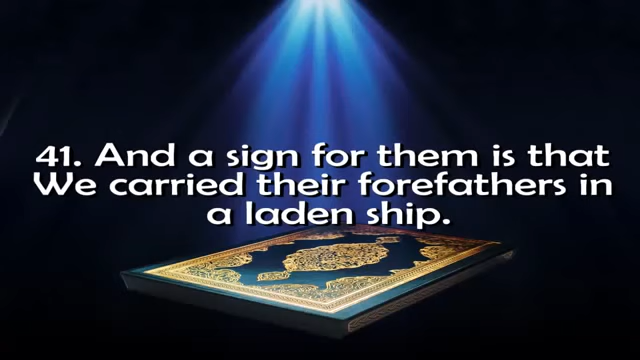 41. And a sign for them is that
We carried their forefathers in
a laden ship.